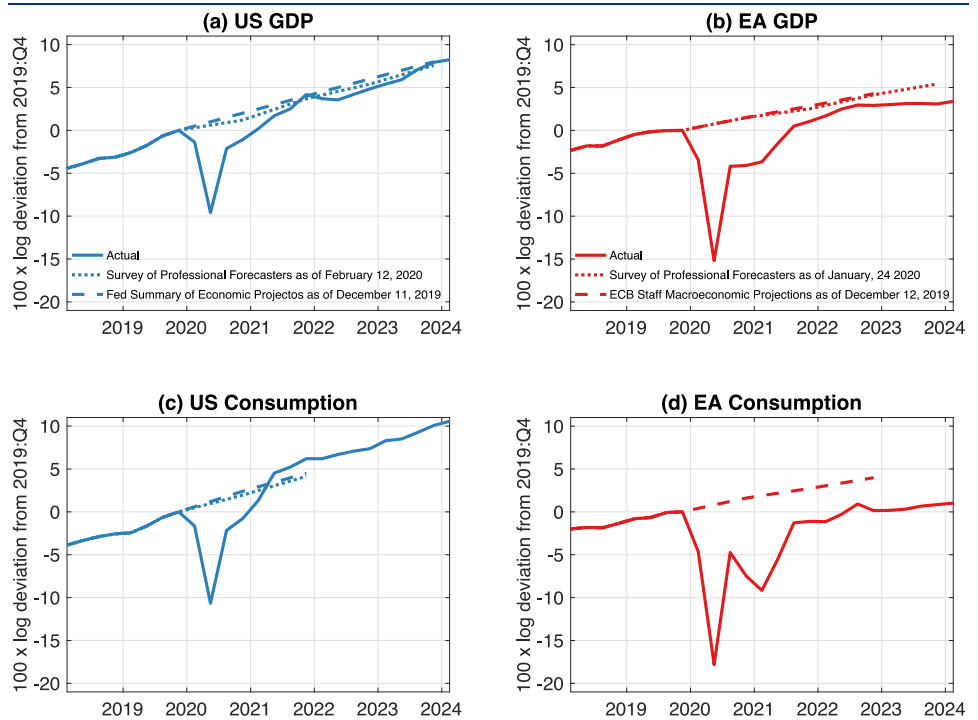 (a) US GDP
100 x log deviation from 2019:Q4
10
5
0
-5
-10
-15
-20
Actual
Survey of Professional Forecasters as of February 12, 2020
Fed Summary of Economic Projectos as of December 11, 2019
2019 2020 2021 2022 2023 2024
(b) EA GDP
100 x log deviation from 2019:Q4
10
5
0
-5
-10
-15
-20
Actual
Survey of Professional Forecasters as of January, 24 2020
ECB Staff Macroeconomic Projections as of December 12, 2019
2019 2020 2021 2022 2023 2024
(c) US Consumption
100 x log deviation from 2019:Q4
10
5
0
-5
-10
-15
-20
2019 2020 2021 2022 2023 2024
(d) EA Consumption
100 x log deviation from 2019:Q4
10
5
0
-5
-10
-15
-20
2019 2020 2021 2022 2023 2024